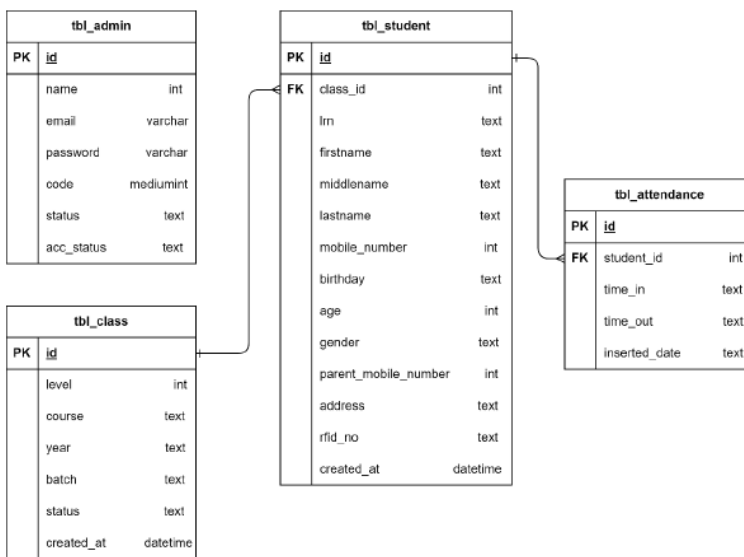 tbl_admin
PK id
name int
email varchar
password varchar
code mediumint
status text
acc_status text
tbl_class
PK id
level int
course text
year text
batch text
status text
created_at datetime
tbl_student
PK id
FK class_id int
lrn text
firstname text
middlename text
lastname text
mobile_number int
birthday text
age int
gender text
parent_mobile_number int
address text
rfid_no text
created_at datetime
tbl_attendance
PK id
FK student_id int
time_in text
time_out text
inserted_date text